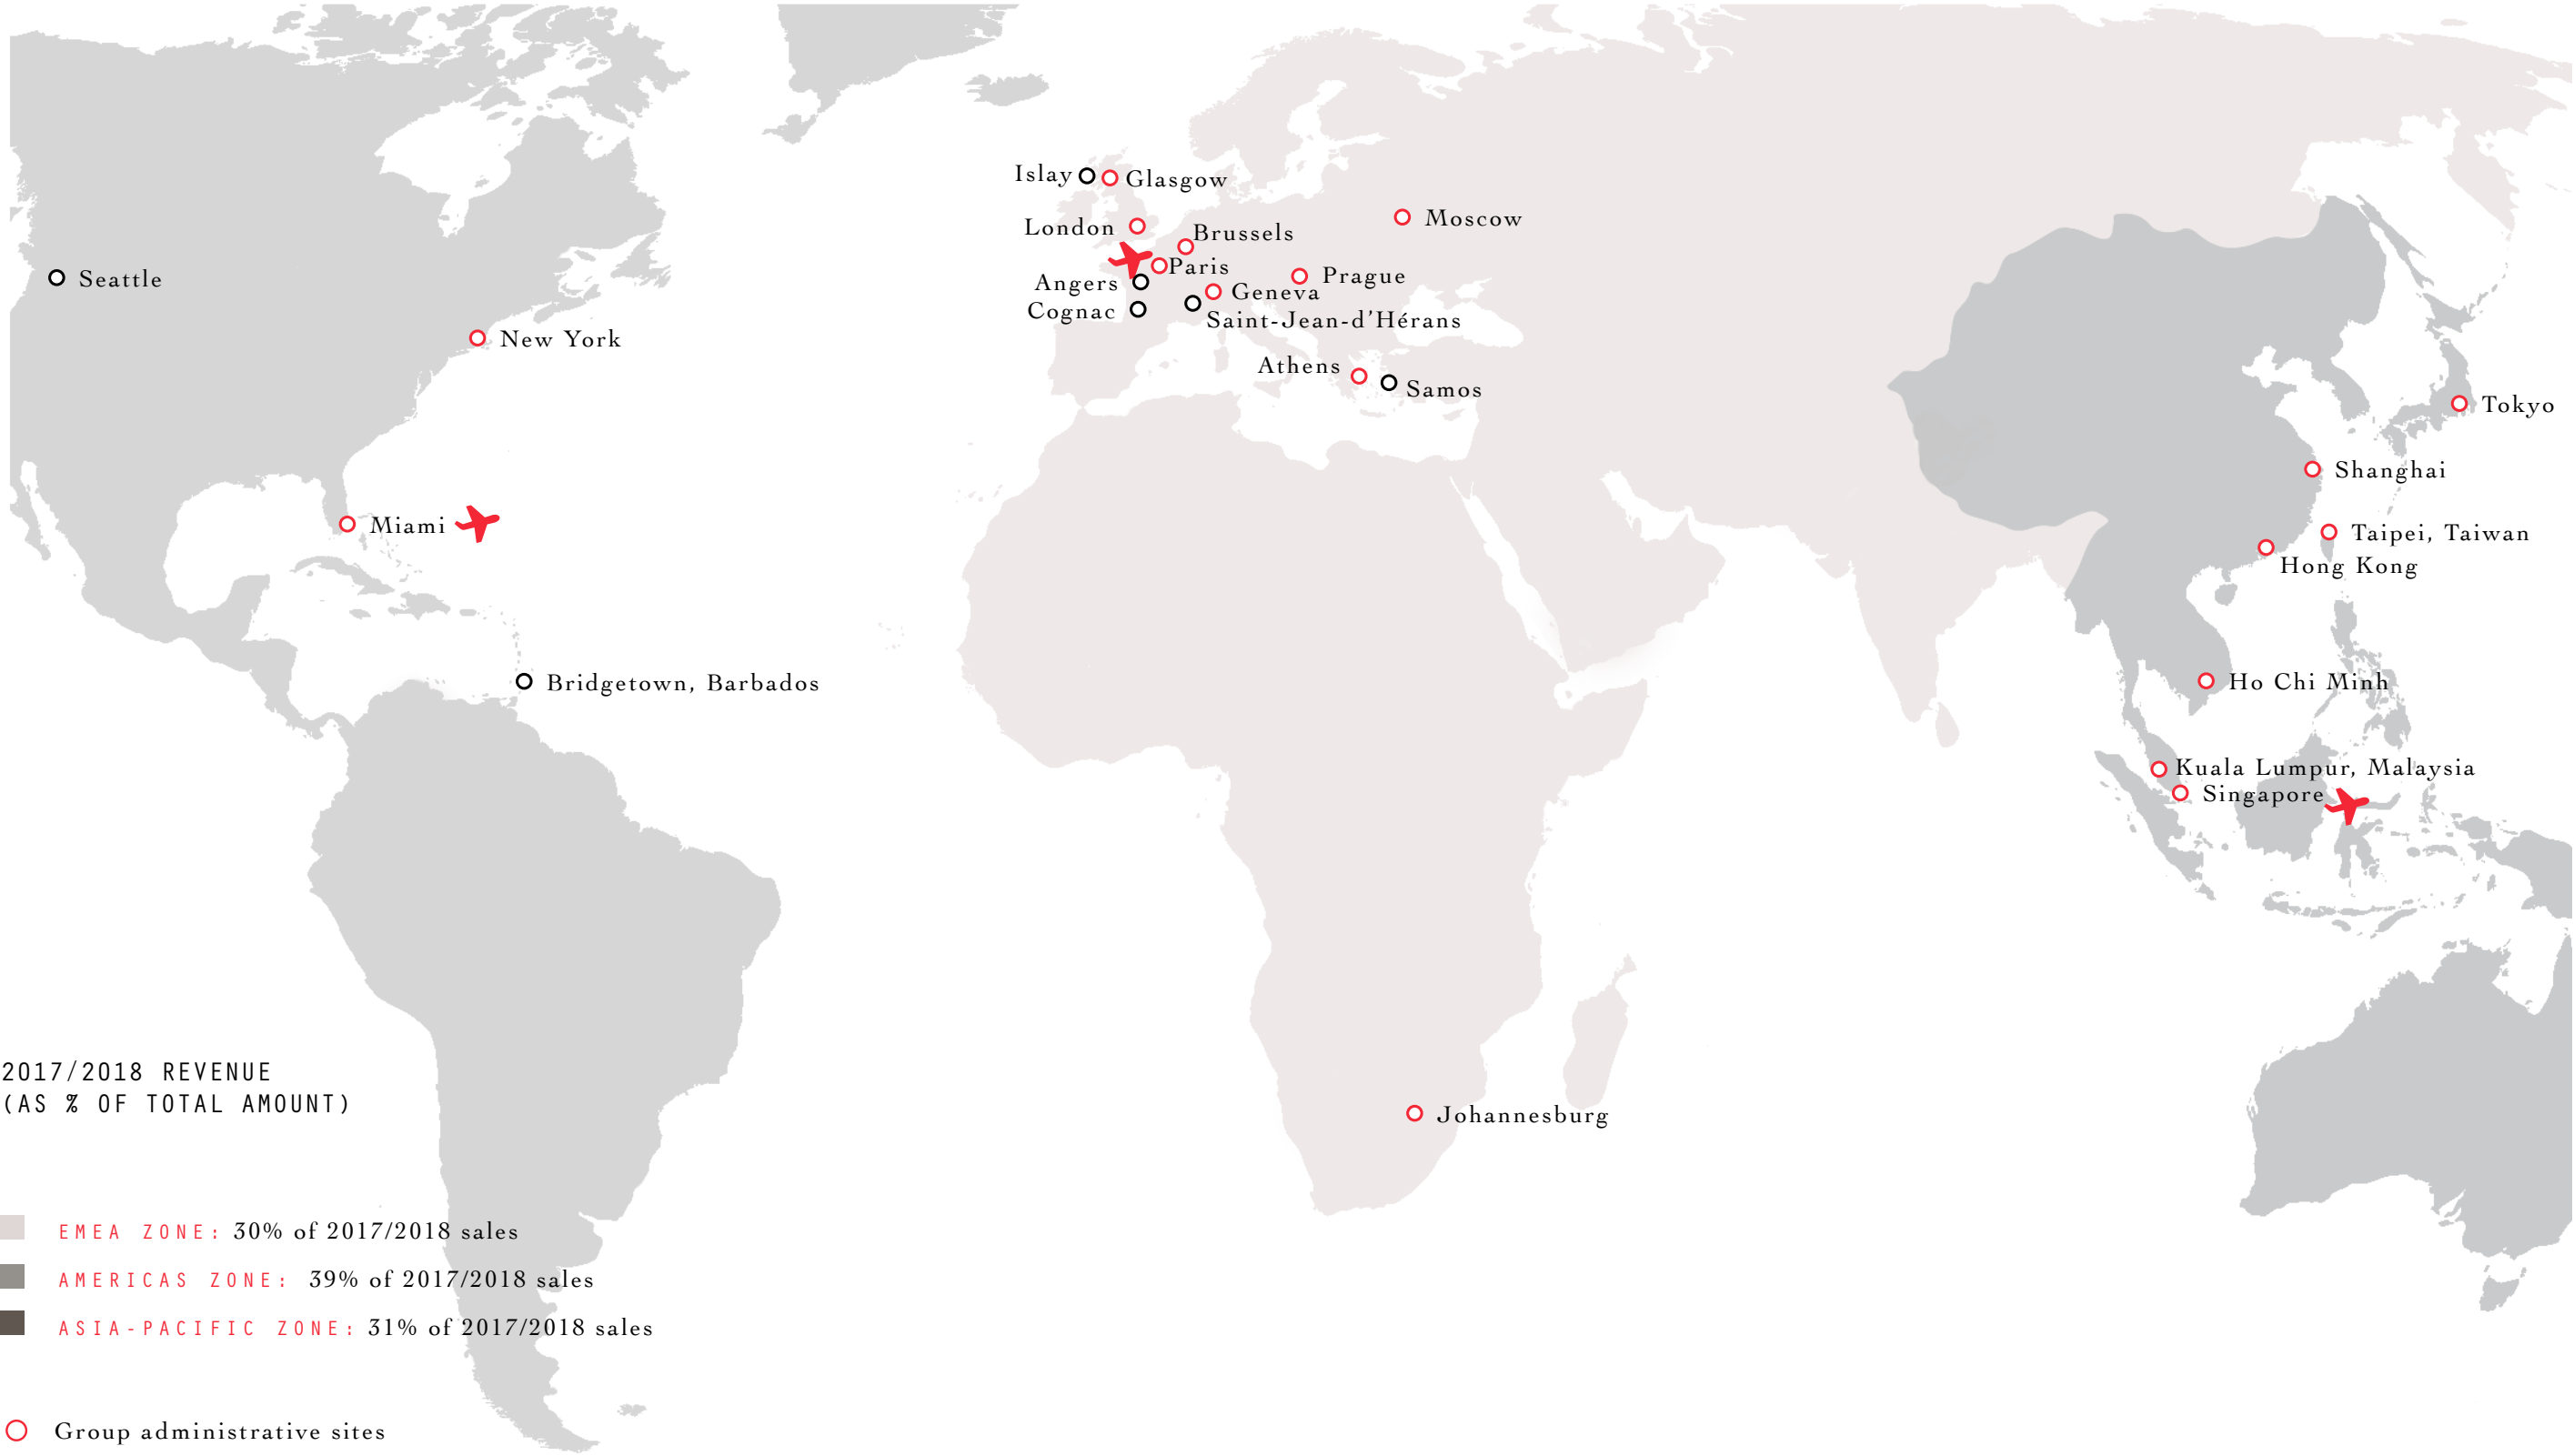 Islay
Glasgow
London
Moscow
Brussels
Paris
Angers
Prague
Geneva
Cognac
Saint-Jean-d'Hérans
Seattle
New York
Athens
Samos
Tokyo
Shanghai
Miami
Taipei, Taiwan
Hong Kong
Bridgetown, Barbados
Ho Chi Minh
Kuala Lumpur, Malaysia
Singapore
Johannesburg
2017/2018 REVENUE
(AS % OF TOTAL AMOUNT)
EMEA ZONE: 30% of 2017/2018 sales
AMERICAS ZONE: 39% of 2017/2018 sales
ASIA-PACIFIC ZONE: 31% of 2017/2018 sales
Group administrative sites